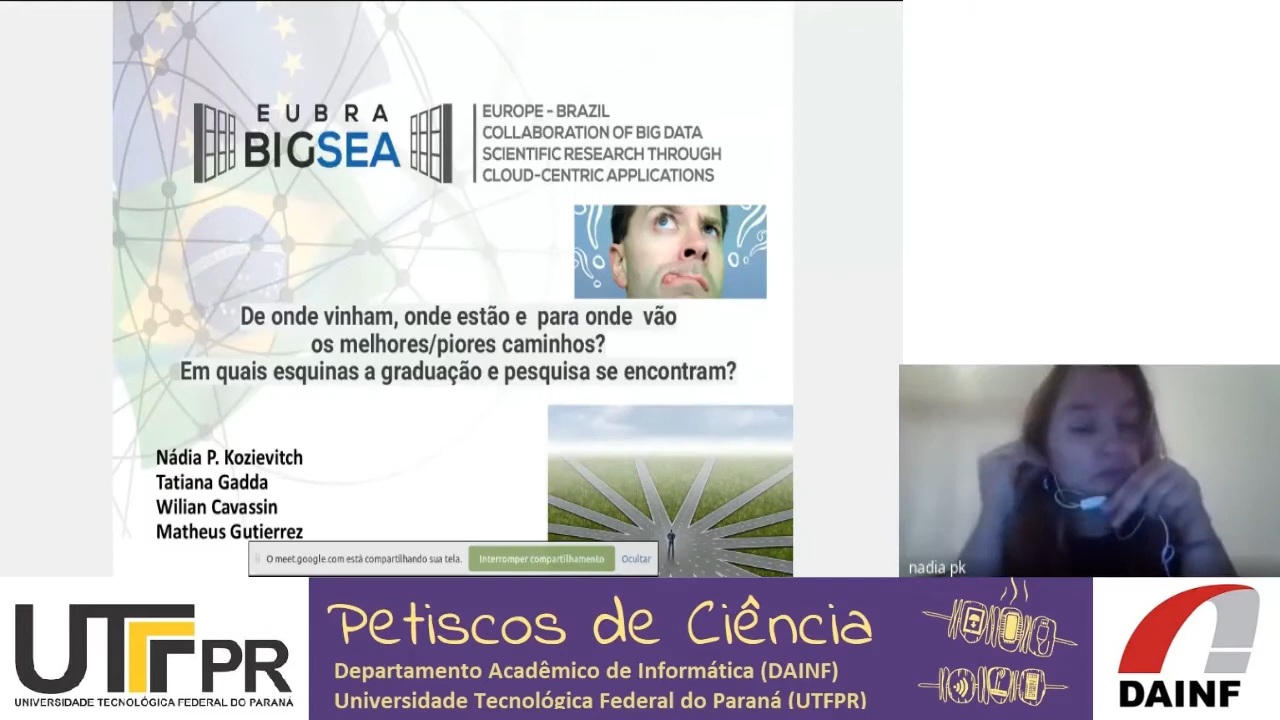 EUBRA
BIGSEA
EUROPE - BRAZIL
COLLABORATION OF BIG DATA
SCIENTIFIC RESEARCH THROUGH
CLOUD-CENTRIC APPLICATIONS
De onde vinham, onde estão e para onde vão
os melhores/piores caminhos?
Em quais esquinas a graduação e pesquisa se encontram?
Nádia P. Kozievitch
Tatiana Gadda
Wilian Cavassin
Matheus Gutierrez
O meet.google.com está compartilhando sua tela. Interromper compartilhamento Ocultar
nadia pk
UTFPR
UNIVERSIDADE TECNOLÓGICA FEDERAL DO PARANÁ
Petiscos de Ciência
Departamento Acadêmico de Informática (DAINF)
Universidade Tecnológica Federal do Paraná (UTFPR)
DAINF